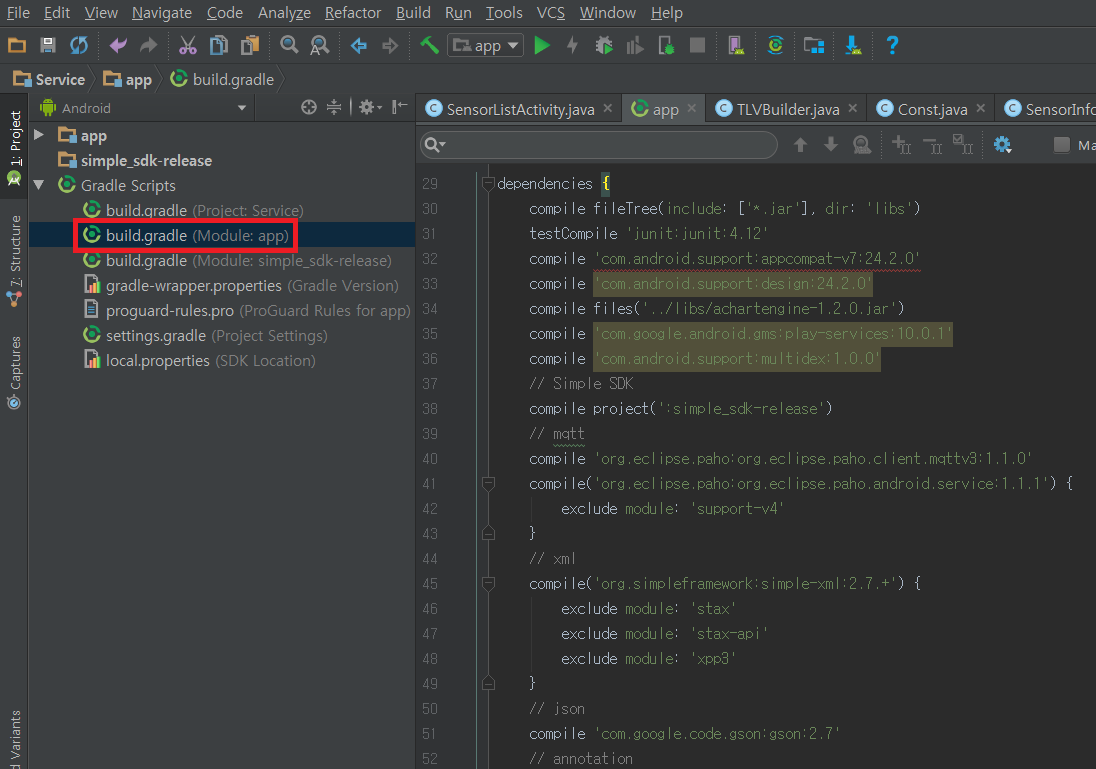 File Edit View Navigate Code Analyze Refactor Build Run Tools VCS Window Help
app
Service app build.gradle
1: Project
7: Structure
Captures
d Variants
Android
app
simple_sdk-release
Gradle Scripts
build.gradle (Project: Service)
build.gradle (Module: app)
build.gradle (Module: simple_sdk-release)
gradle-wrapper.properties (Gradle Version)
proguard-rules.pro (ProGuard Rules for app)
settings.gradle (Project Settings)
local.properties (SDK Location)
SensorListActivity.java app TLVBuilder.java Const.java SensorInfo
Ma
29 dependencies {
30 compile fileTree(include: ['*.jar'], dir: 'libs')
31 testCompile 'junit:junit:4.12'
32 compile 'com.android.support:appcompat-v7:24.2.0'
33 compile 'com.android.support:design:24.2.0'
34 compile files('../libs/achartengine-1.2.0.jar')
35 compile 'com.google.android.gms:play-services:10.0.1'
36 compile 'com.android.support:multidex:1.0.0'
37 // Simple SDK
38 compile project(':simple_sdk-release')
39 // mqtt
40 compile 'org.eclipse.paho:org.eclipse.paho.client.mqttv3:1.1.0'
41 compile('org.eclipse.paho:org.eclipse.paho.android.service:1.1.1') {
42 exclude module: 'support-v4'
43 }
44 // xml
45 compile('org.simpleframework:simple-xml:2.7.+') {
46 exclude module: 'stax'
47 exclude module: 'stax-api'
48 exclude module: 'xpp3'
49 }
50 // json
51 compile 'com.google.code.gson:gson:2.7'
52 // annotation